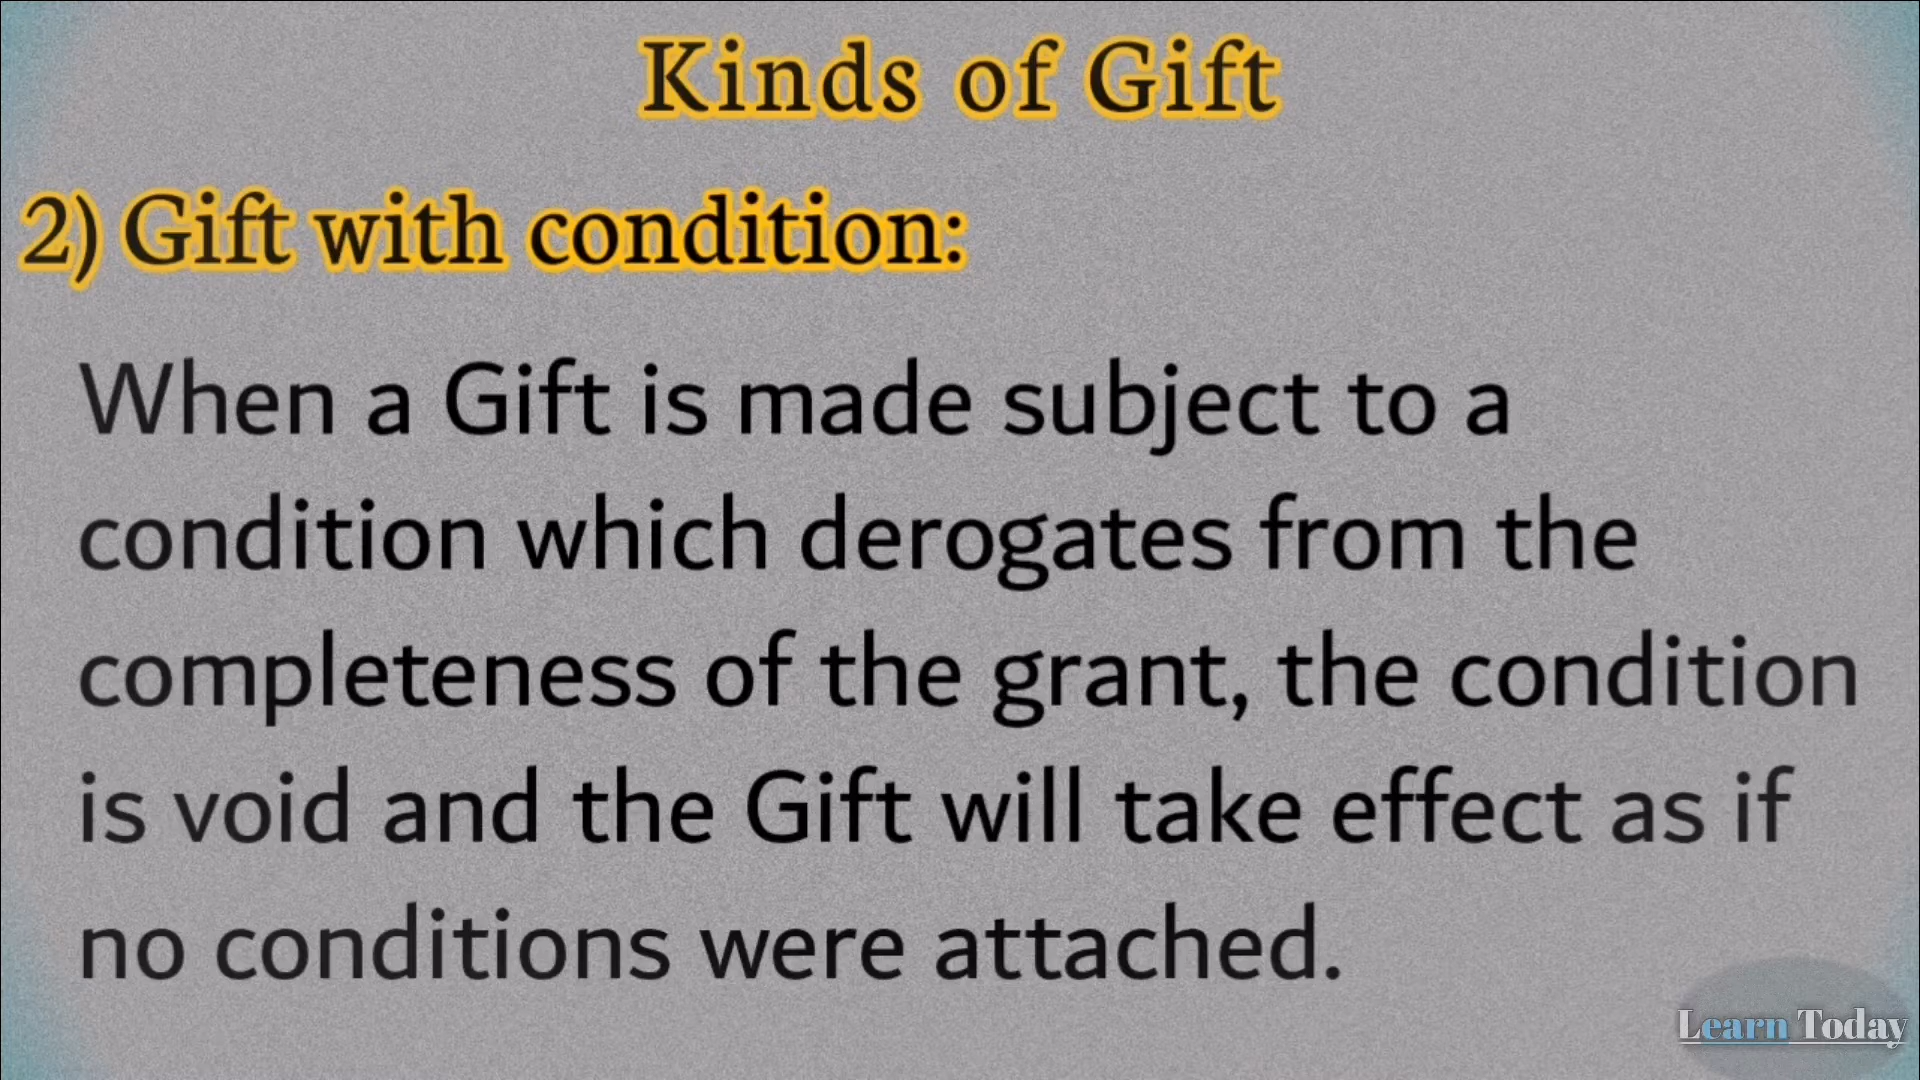 Kinds of Gift
2) Gift with condition:
When a Gift is made subject to a
condition which derogates from the
completeness of the grant, the condition
is void and the Gift will take effect as if
no conditions were attached.
Learn Today